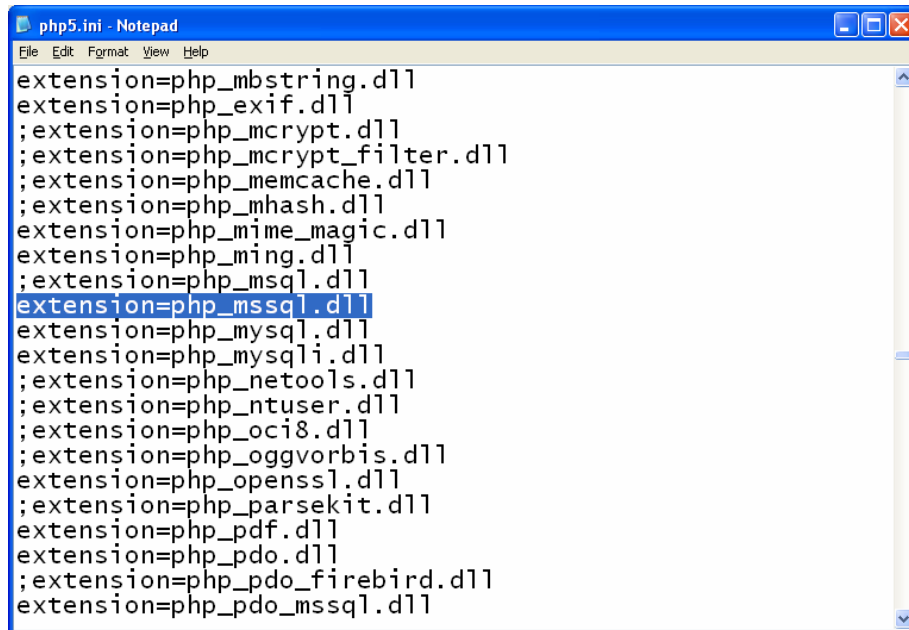 php5.ini - Notepad
File Edit Format View Help
extension=php_mbstring.dll
extension=php_exif.dll
;extension=php_mcrypt.dll
;extension=php_mcrypt_filter.dll
;extension=php_memcache.dll
;extension=php_mhash.dll
extension=php_mime_magic.dll
extension=php_ming.dll
;extension=php_msql.dll
extension=php_mssql.dll
extension=php_mysql.dll
extension=php_mysqli.dll
;extension=php_netools.dll
;extension=php_ntuser.dll
;extension=php_oci8.dll
;extension=php_oggvorbis.dll
extension=php_openssl.dll
;extension=php_parsekit.dll
extension=php_pdf.dll
extension=php_pdo.dll
;extension=php_pdo_firebird.dll
extension=php_pdo_mssql.dll